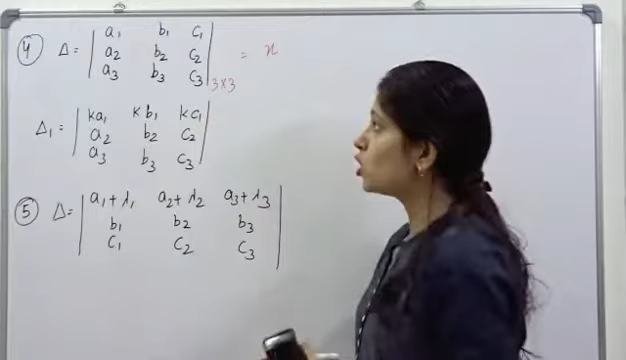 ④ Δ = | a₁ b₁ c₁ |
| a₂ b₂ c₂ | = x
| a₃ b₃ c₃ | 3×3
Δ₁ = | ka₁ kb₁ kc₁ |
| a₂ b₂ c₂ |
| a₃ b₃ c₃ |
⑤ Δ = | a₁+λ₁ a₂+λ₂ a₃+λ₃ |
| b₁ b₂ b₃ |
| c₁ c₂ c₃ |